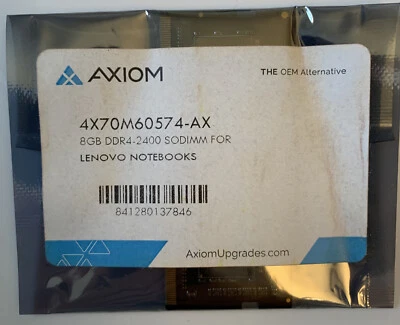 AXIOM
THE OEM Alternative
4X70M60574-AX
8GB DDR4-2400 SODIMM FOR
LENOVO NOTEBOOKS
841280137846
AxiomUpgrades.com